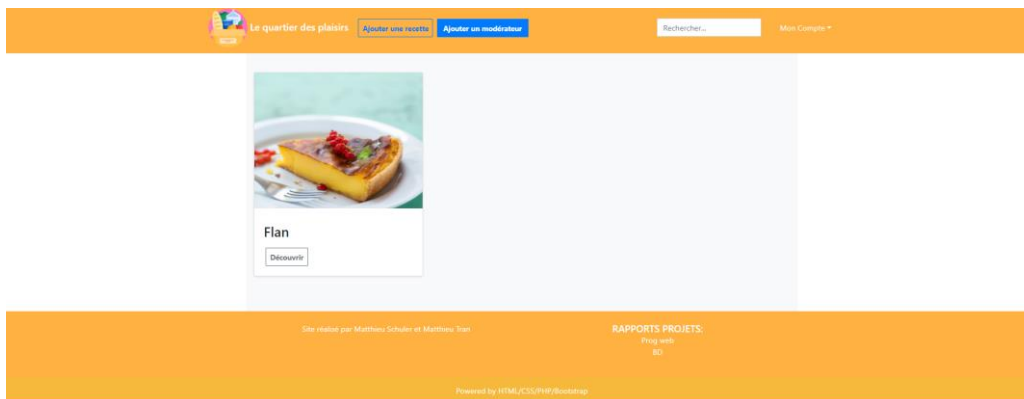 Le quartier des plaisirs
Ajouter une recette
Ajouter un modérateur
Rechercher...
Mon Compte
Flan
Découvrir
Site réalisé par Matthieu Schuler et Matthieu Tran
RAPPORTS PROJETS:
Prog web
BD
Powered by HTML/CSS/PHP/Bootstrap